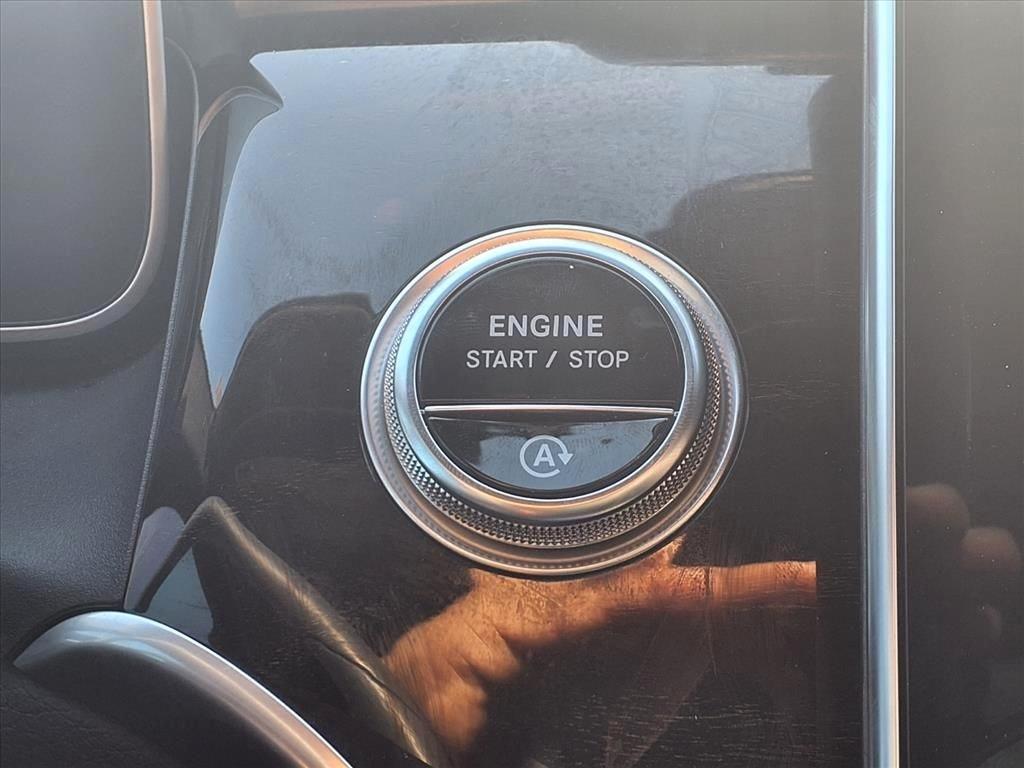 ENGINE
START / STOP
A